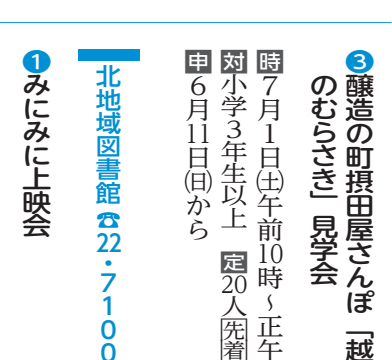 ❸醸造の町摂田屋さんぽ「越
のむらさき」見学会
時7月1日㈯午前10時～正午
対小学3年生以上 定20人先着
申6月11日㈰から
北地域図書館☎22・7100
❶みにみに上映会